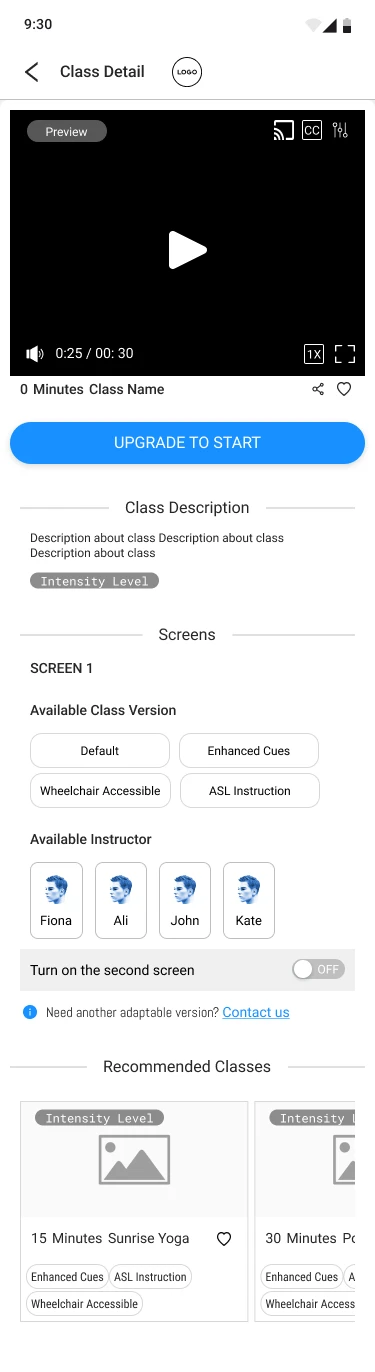 9:30
Class Detail LOGO
Preview CC
0:25 / 00: 30 1X
0 Minutes Class Name
UPGRADE TO START
Class Description
Description about class Description about class
Description about class
Intensity Level
Screens
SCREEN 1
Available Class Version
Default Enhanced Cues
Wheelchair Accessible ASL Instruction
Available Instructor
Fiona Ali John Kate
Turn on the second screen OFF
Need another adaptable version? Contact us
Recommended Classes
Intensity Level Intensity L
15 Minutes Sunrise Yoga 30 Minutes Po
Enhanced Cues ASL Instruction Enhanced Cues A
Wheelchair Accessible Wheelchair Access